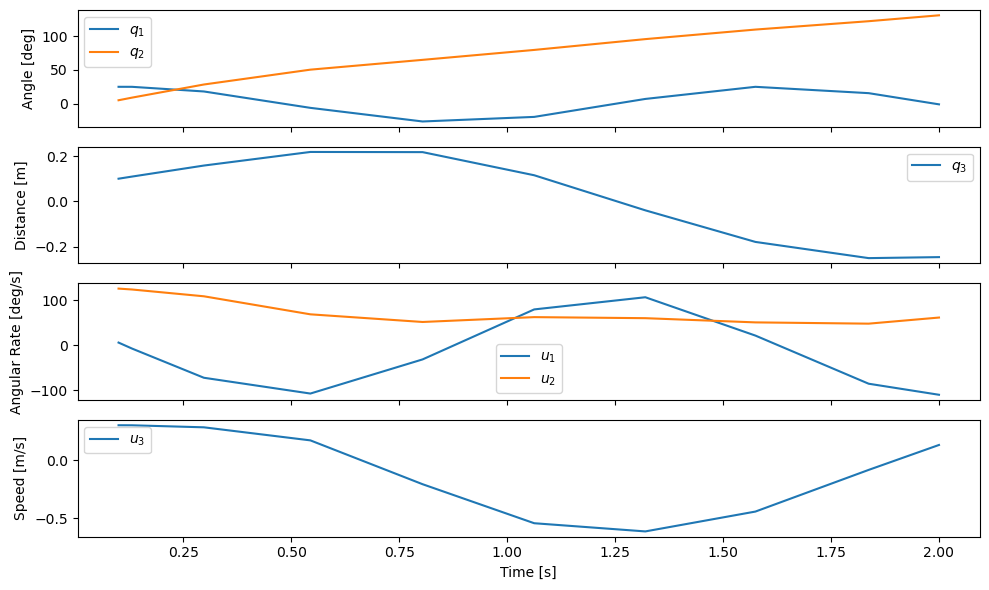 Angle [deg]
100
50
0
q₁
q₂
Distance [m]
0.2
0.0
−0.2
q₃
Angular Rate [deg/s]
100
0
−100
u₁
u₂
Speed [m/s]
0.0
−0.5
u₃
0.25 0.50 0.75 1.00 1.25 1.50 1.75 2.00
Time [s]